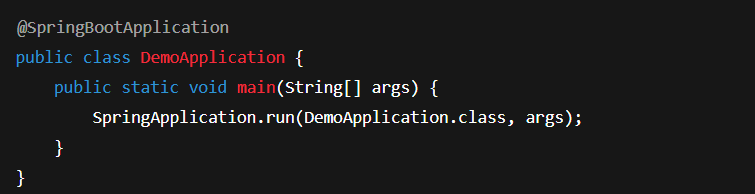 @SpringBootApplication
public class DemoApplication {
    public static void main(String[] args) {
        SpringApplication.run(DemoApplication.class, args);
    }
}